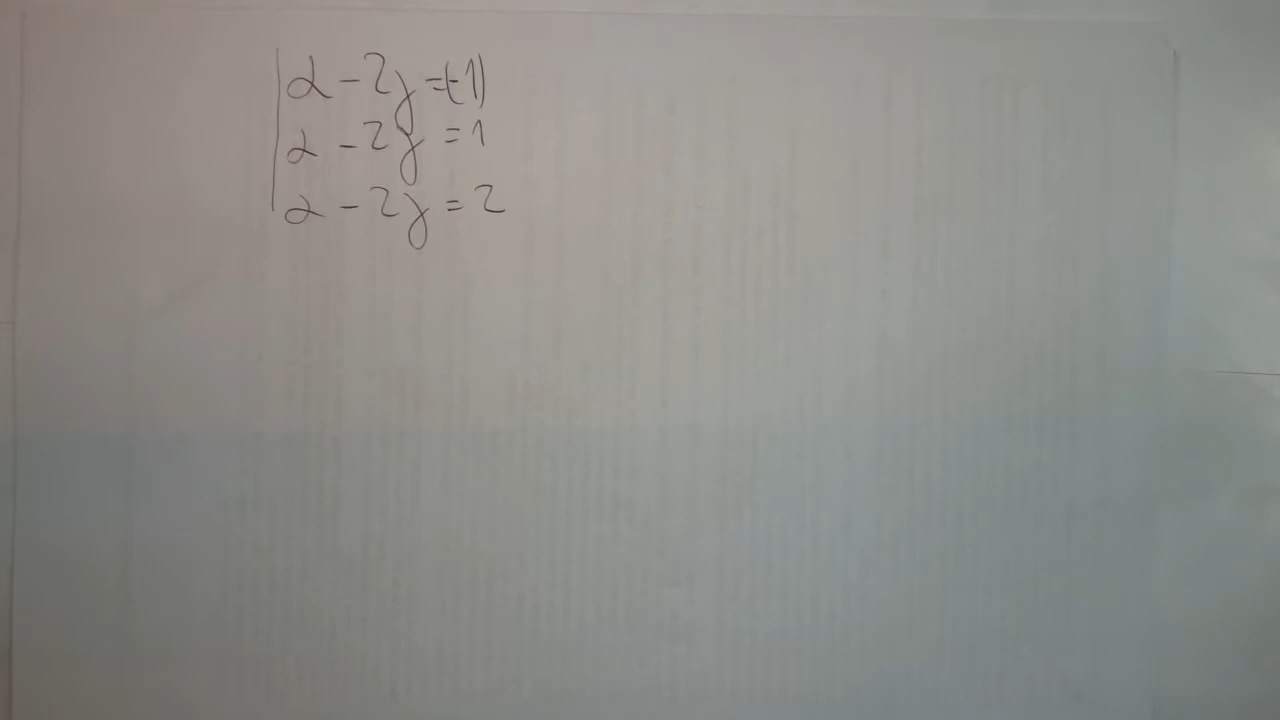 α - 2y = (-1)
α - 2y = 1
α - 2y = 2